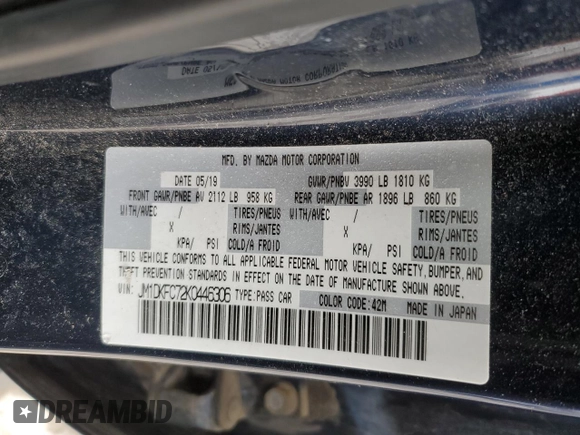 MFD. BY MAZDA MOTOR CORPORATION
DATE 05/19 GVWR/PNBV 3990 LB 1810 KG
FRONT GAWR/PNBE AV 2112 LB 958 KG REAR GAWR/PNBE AR 1896 LB 860 KG
WITH/AVEC / TIRES/PNEUS WITH/AVEC / TIRES/PNEUS
X RIMS/JANTES X RIMS/JANTES
KPA/ PSI COLD/A FROID KPA/ PSI COLD/A FROID
THIS VEHICLE CONFORMS TO ALL APPLICABLE FEDERAL MOTOR VEHICLE SAFETY, BUMPER, AND
THEFT PREVENTION STANDARDS IN EFFECT ON THE DATE OF MANUFACTURE SHOWN ABOVE.
VIN: JM1DKFC72K0446306 TYPE:PASS CAR COLOR CODE:42M MADE IN JAPAN
DREAMBID